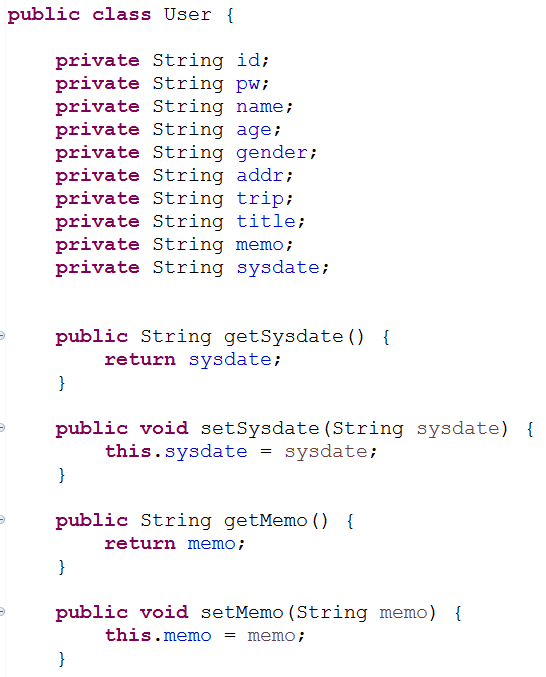 public class User {
private String id;
private String pw;
private String name;
private String age;
private String gender;
private String addr;
private String trip;
private String title;
private String memo;
private String sysdate;
public String getSysdate() {
return sysdate;
}
public void setSysdate(String sysdate) {
this.sysdate = sysdate;
}
public String getMemo() {
return memo;
}
public void setMemo(String memo) {
this.memo = memo;
}